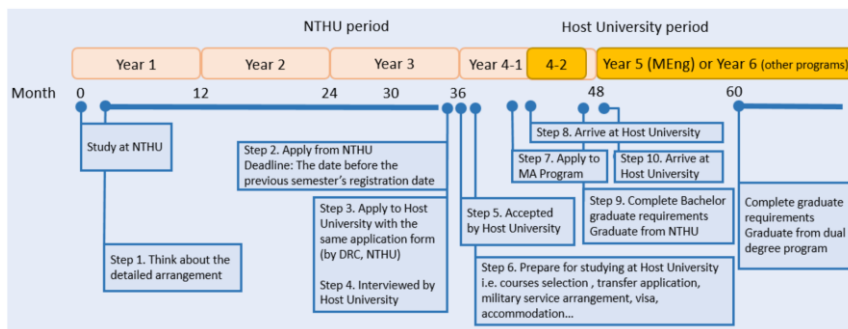 NTHU period
Host University period
Year 1
Year 2
Year 3
Year 4-1
4-2
Year 5 (MEng) or Year 6 (other programs)
Month
0
12
24
30
36
48
60
Study at NTHU
Step 1. Think about the
detailed arrangement
Step 2. Apply from NTHU
Deadline: The date before the
previous semester's registration date
Step 3. Apply to Host
University with the
same application form
(by DRC, NTHU)
Step 4. Interviewed by
Host University
Step 5. Accepted
by Host University
Step 6. Prepare for studying at Host University
i.e. courses selection , transfer application,
military service arrangement, visa,
accommodation...
Step 7. Apply to
MA Program
Step 8. Arrive at Host University
Step 9. Complete Bachelor
graduate requirements
Graduate from NTHU
Step 10. Arrive at
Host University
Complete graduate
requirements
Graduate from dual
degree program